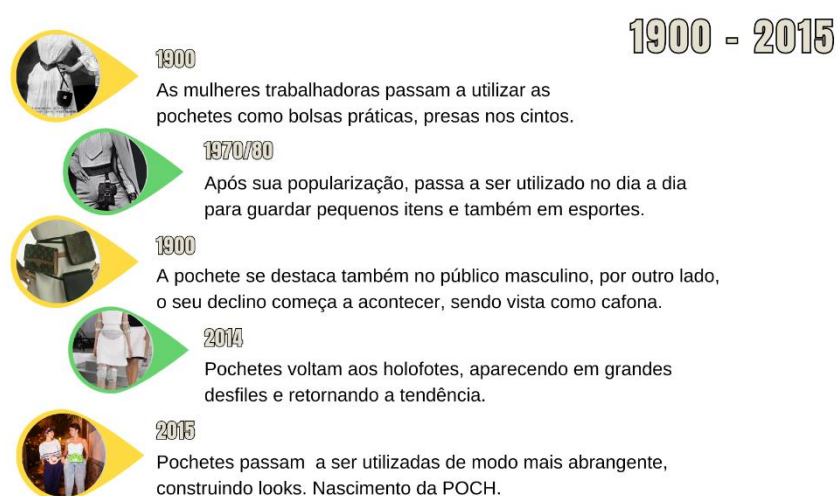 1900 - 2015
1900
As mulheres trabalhadoras passam a utilizar as
pochetes como bolsas práticas, presas nos cintos.
1970/80
Após sua popularização, passa a ser utilizado no dia a dia
para guardar pequenos itens e também em esportes.
1900
A pochete se destaca também no público masculino, por outro lado,
o seu declino começa a acontecer, sendo vista como cafona.
2014
Pochetes voltam aos holofotes, aparecendo em grandes
desfiles e retornando a tendência.
2015
Pochetes passam  a ser utilizadas de modo mais abrangente,
construindo looks. Nascimento da POCH.